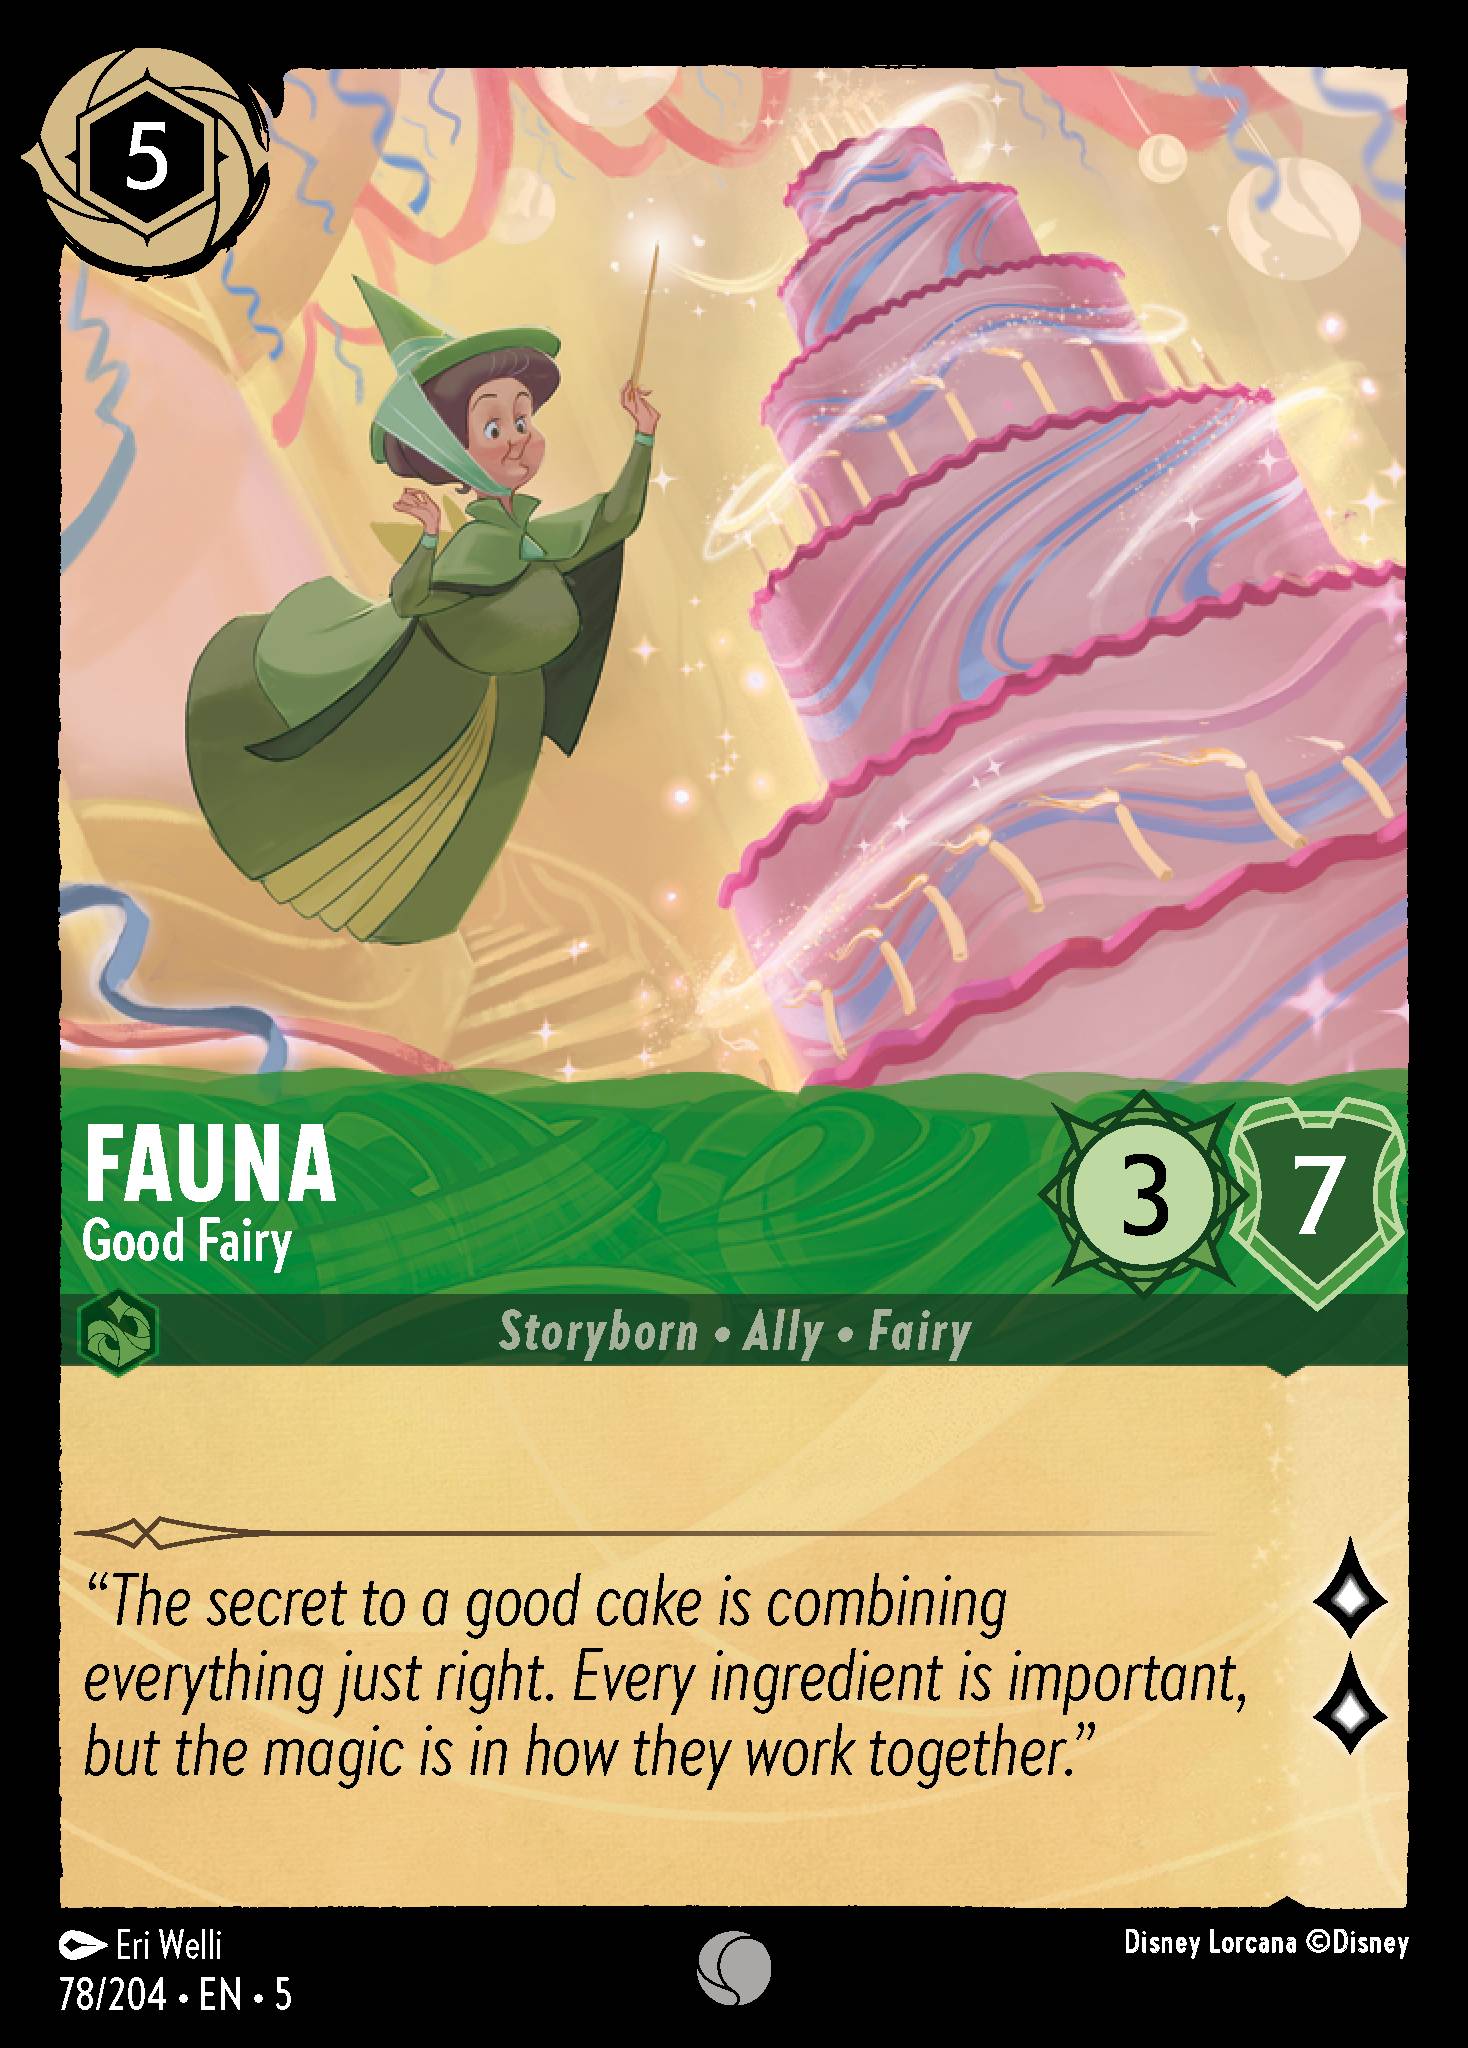 5
FAUNA
Good Fairy
3
7
Storyborn • Ally • Fairy
“The secret to a good cake is combining
everything just right. Every ingredient is important,
but the magic is in how they work together.”
Eri Welli
Disney Lorcana ©Disney
78/204 • EN • 5